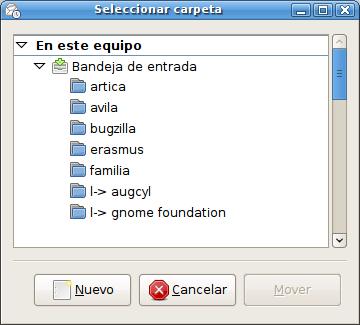 Seleccionar carpeta
En este equipo
Bandeja de entrada
artica
avila
bugzilla
erasmus
familia
l-> augcyl
l-> gnome foundation
Nuevo Cancelar Mover